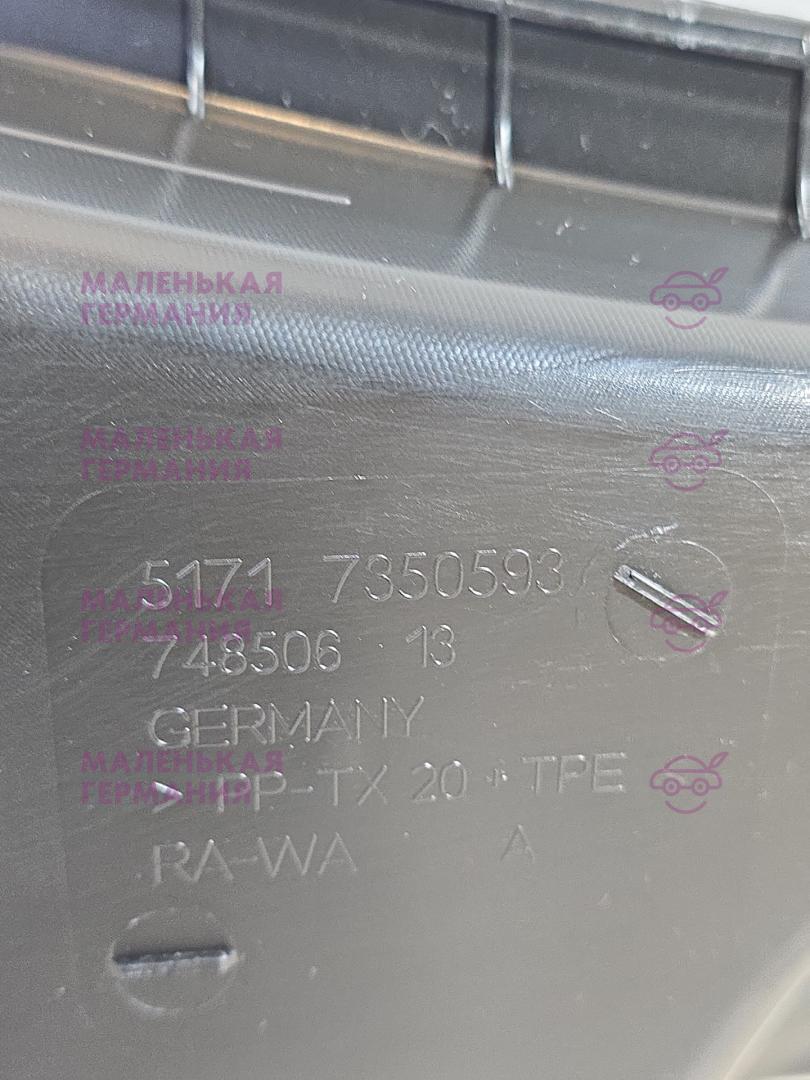 МАЛЕНЬКАЯ
ГЕРМАНИЯ
МАЛЕНЬКАЯ
ГЕРМАНИЯ
5171 7350593
МАЛЕНЬКАЯ
ГЕРМАНИЯ
748506 13
GERMANY
МАЛЕНЬКАЯ
ГЕРМАНИЯ
> PP-TX 20 + TPE <
RA-WA A